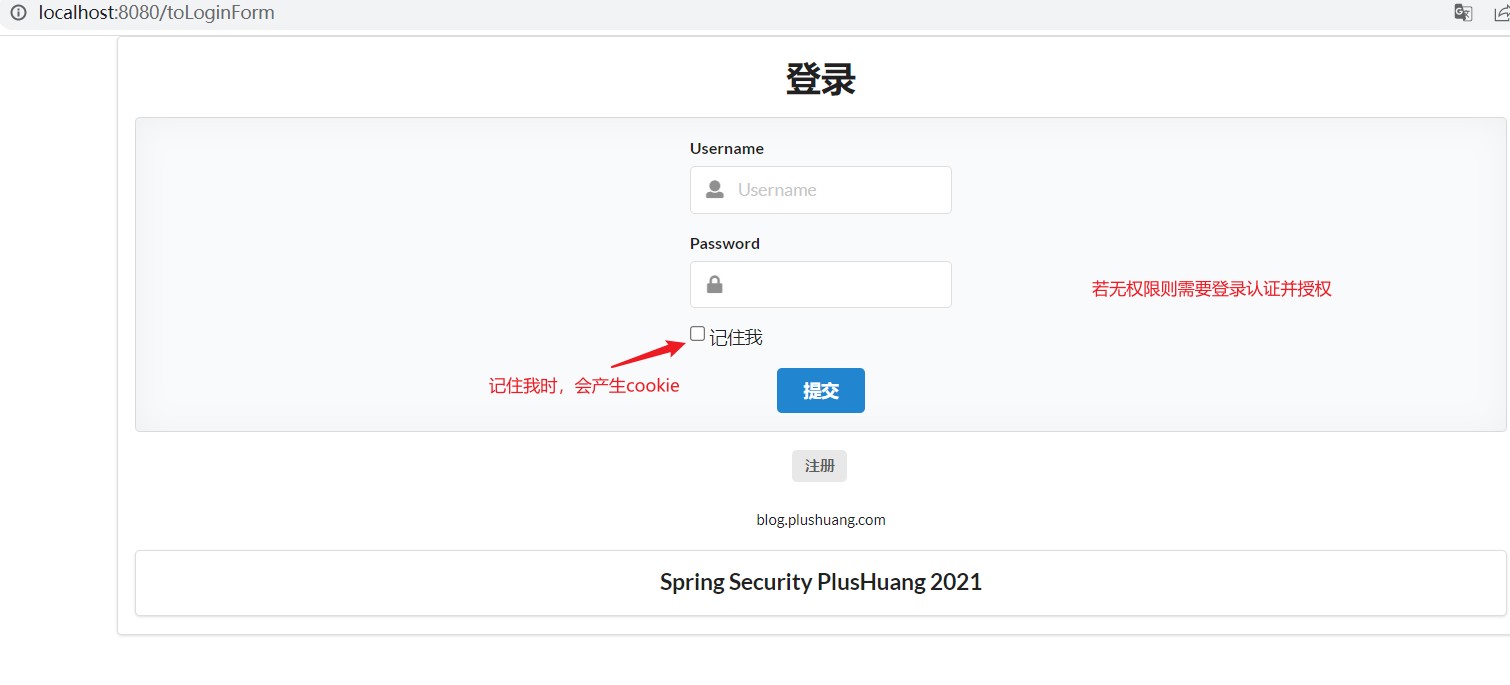 localhost:8080/toLoginForm
登录
Username
Username
Password
若无权限则需要登录认证并授权
记住我
记住我时，会产生cookie
提交
注册
blog.plushuang.com
Spring Security PlusHuang 2021